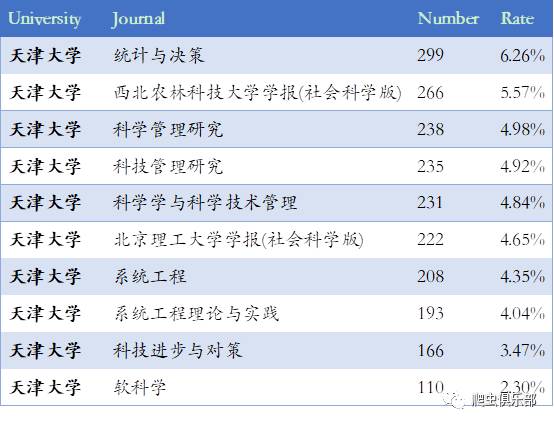 University Journal Number Rate
天津大学 统计与决策 299 6.26%
天津大学 西北农林科技大学学报(社会科学版) 266 5.57%
天津大学 科学管理研究 238 4.98%
天津大学 科技管理研究 235 4.92%
天津大学 科学学与科学技术管理 231 4.84%
天津大学 北京理工大学学报(社会科学版) 222 4.65%
天津大学 系统工程 208 4.35%
天津大学 系统工程理论与实践 193 4.04%
天津大学 科技进步与对策 166 3.47%
天津大学 软科学 110 2.30%
爬虫俱乐部